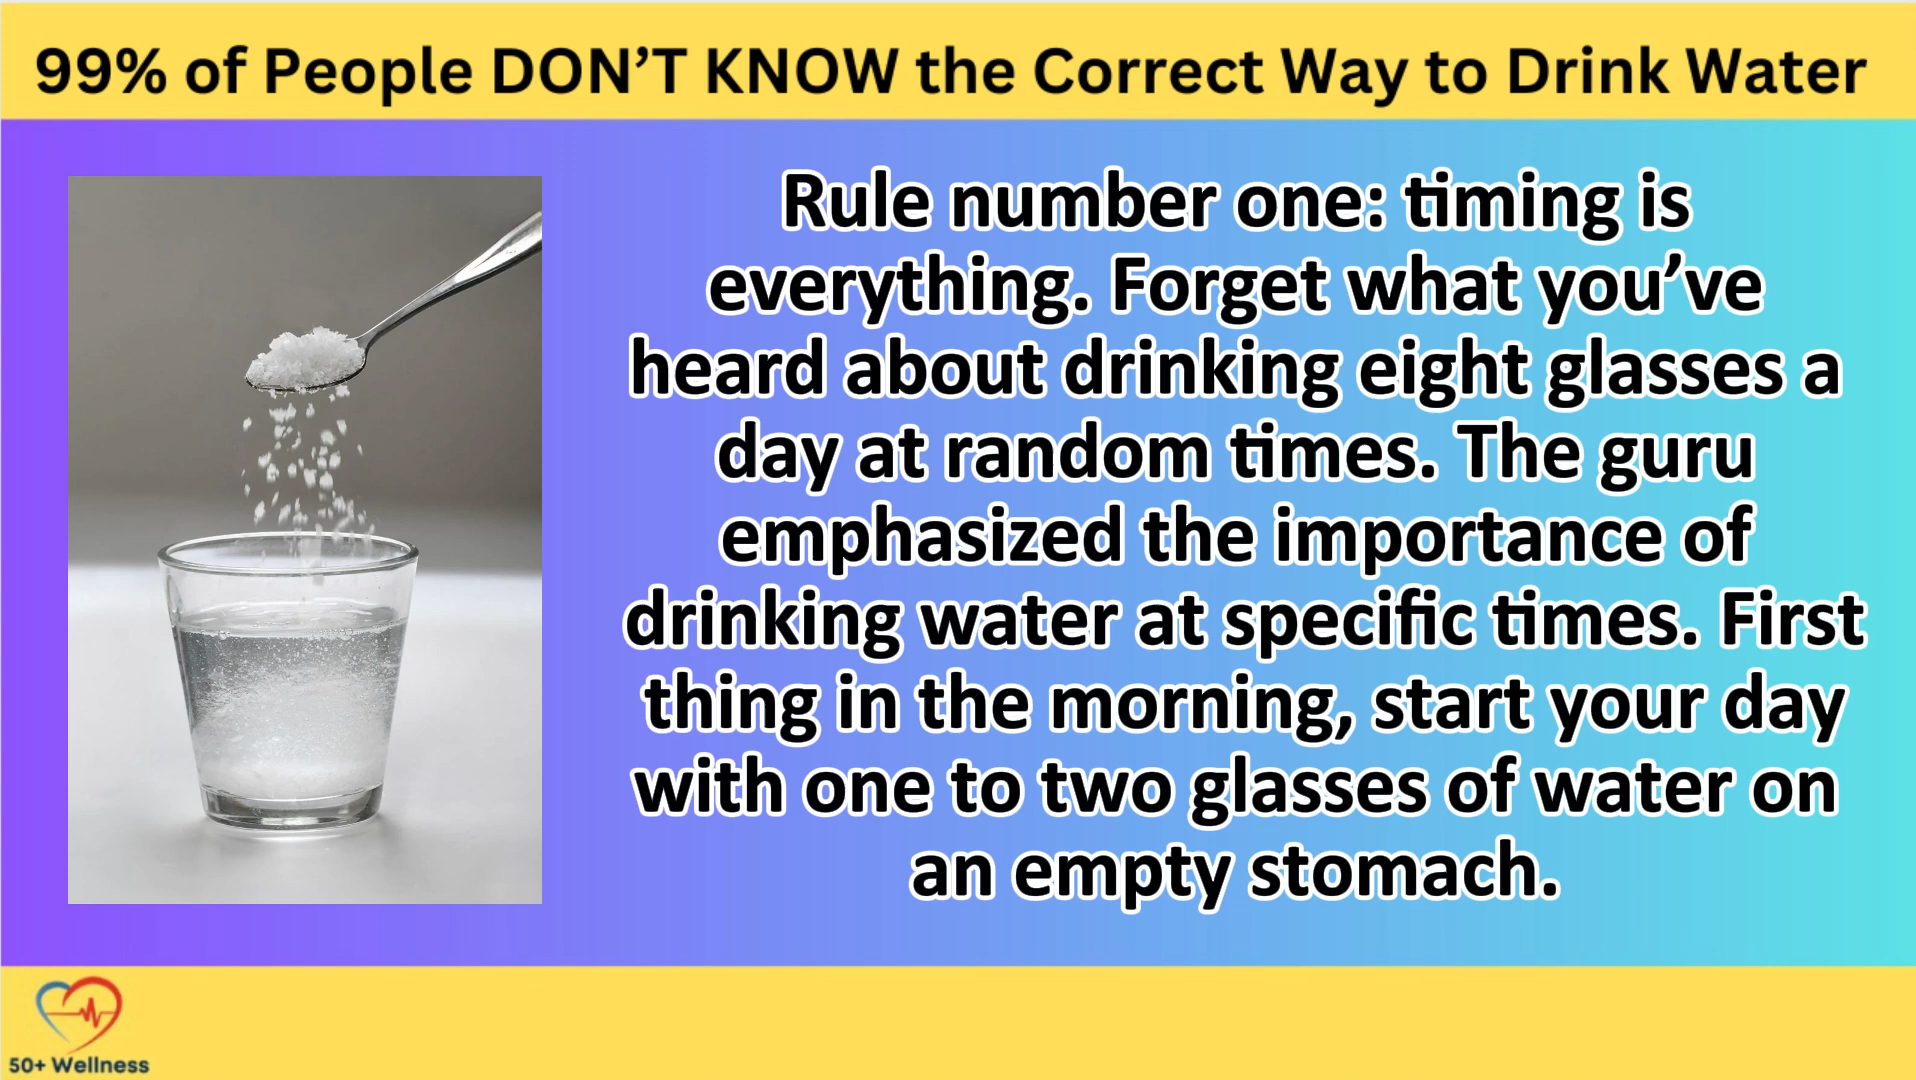 99% of People DON’T KNOW the Correct Way to Drink Water
Rule number one: timing is
everything. Forget what you’ve
heard about drinking eight glasses a
day at random times. The guru
emphasized the importance of
drinking water at specific times. First
thing in the morning, start your day
with one to two glasses of water on
an empty stomach.
50+ Wellness